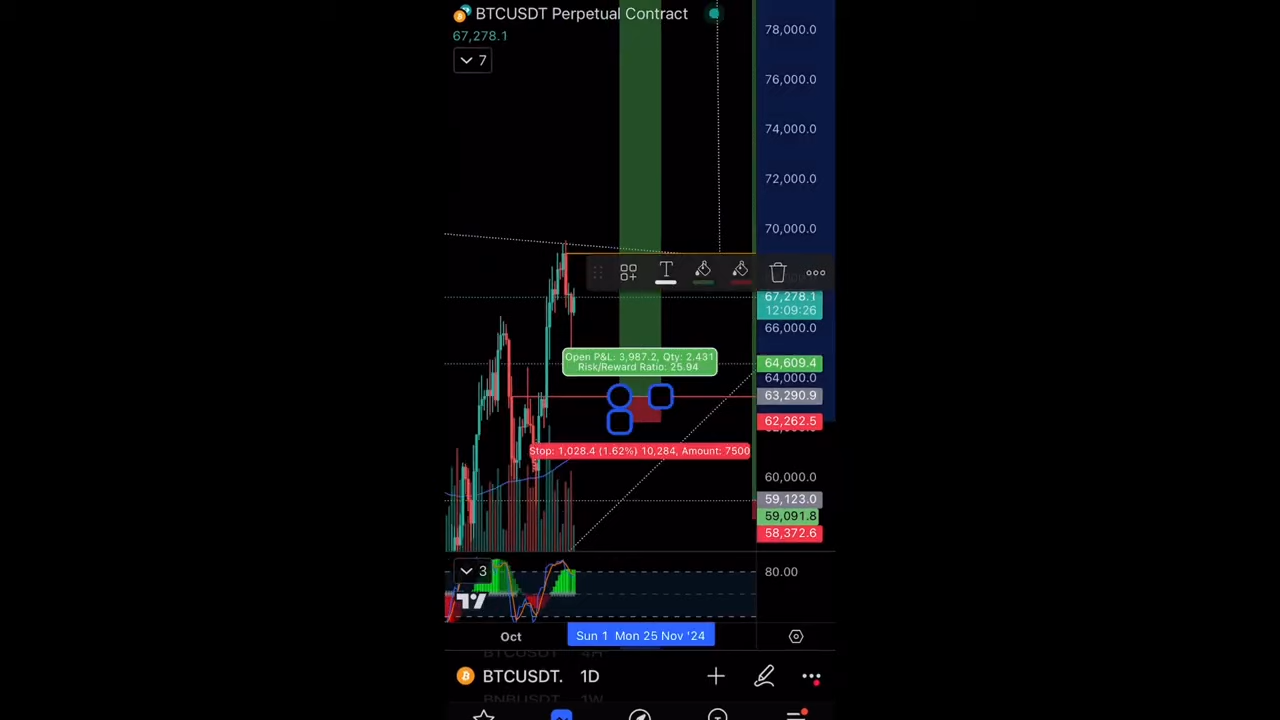 BTCUSDT Perpetual Contract
67,278.1
7
78,000.0
76,000.0
74,000.0
72,000.0
70,000.0
T
67,278.1
12:09:26
66,000.0
Open P&L: 3,987.2, Qty: 2.431
Risk/Reward Ratio: 25.94
64,609.4
64,000.0
63,290.9
62,262.5
Stop: 1,028.4 (1.62%) 10,284, Amount: 7500
60,000.0
59,123.0
59,091.8
58,372.6
3
80.00
Oct
Sun 1 Mon 25 Nov '24
BTCUSDT. 1D